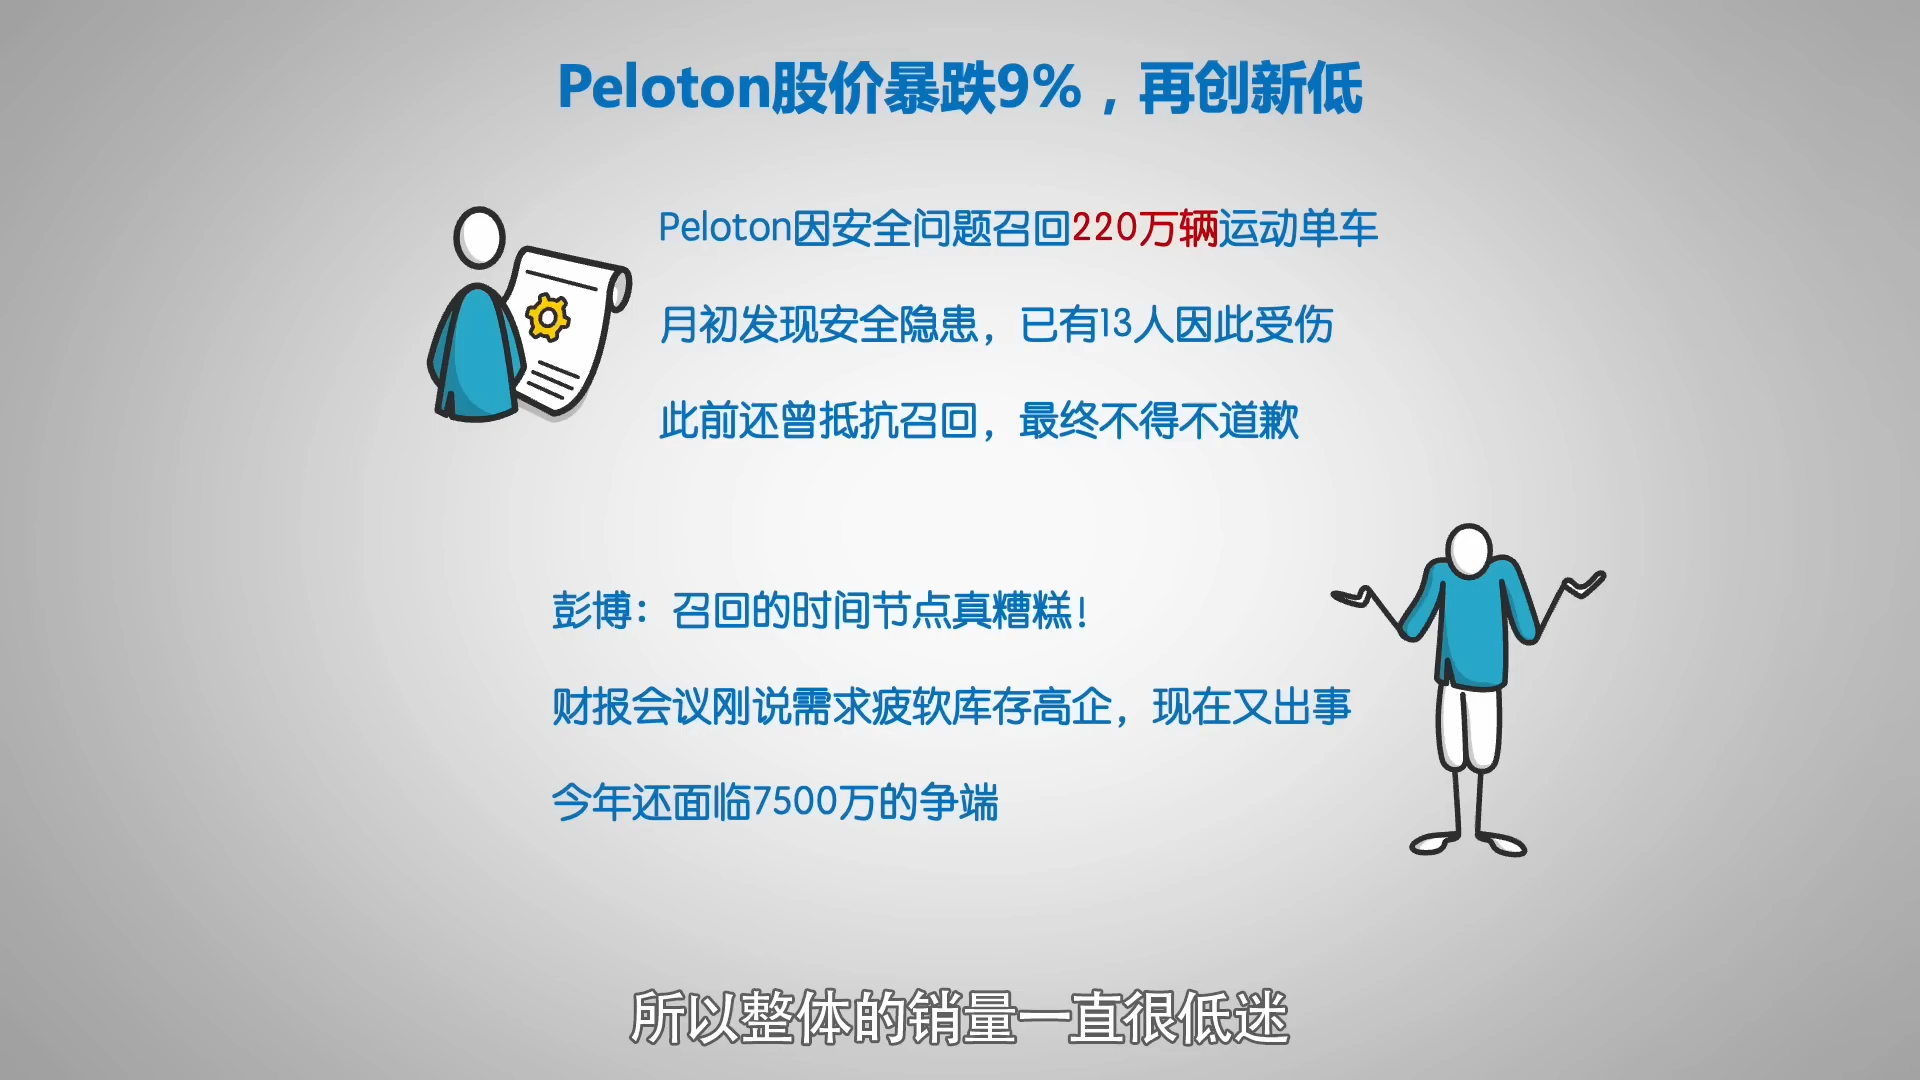 Peloton股价暴跌9%，再创新低
Peloton因安全问题召回220万辆运动单车
月初发现安全隐患，已有13人因此受伤
此前还曾抵抗召回，最终不得不道歉
彭博：召回的时间节点真糟糕！
财报会议刚说需求疲软库存高企，现在又出事
今年还面临7500万的争端
所以整体的销量一直很低迷